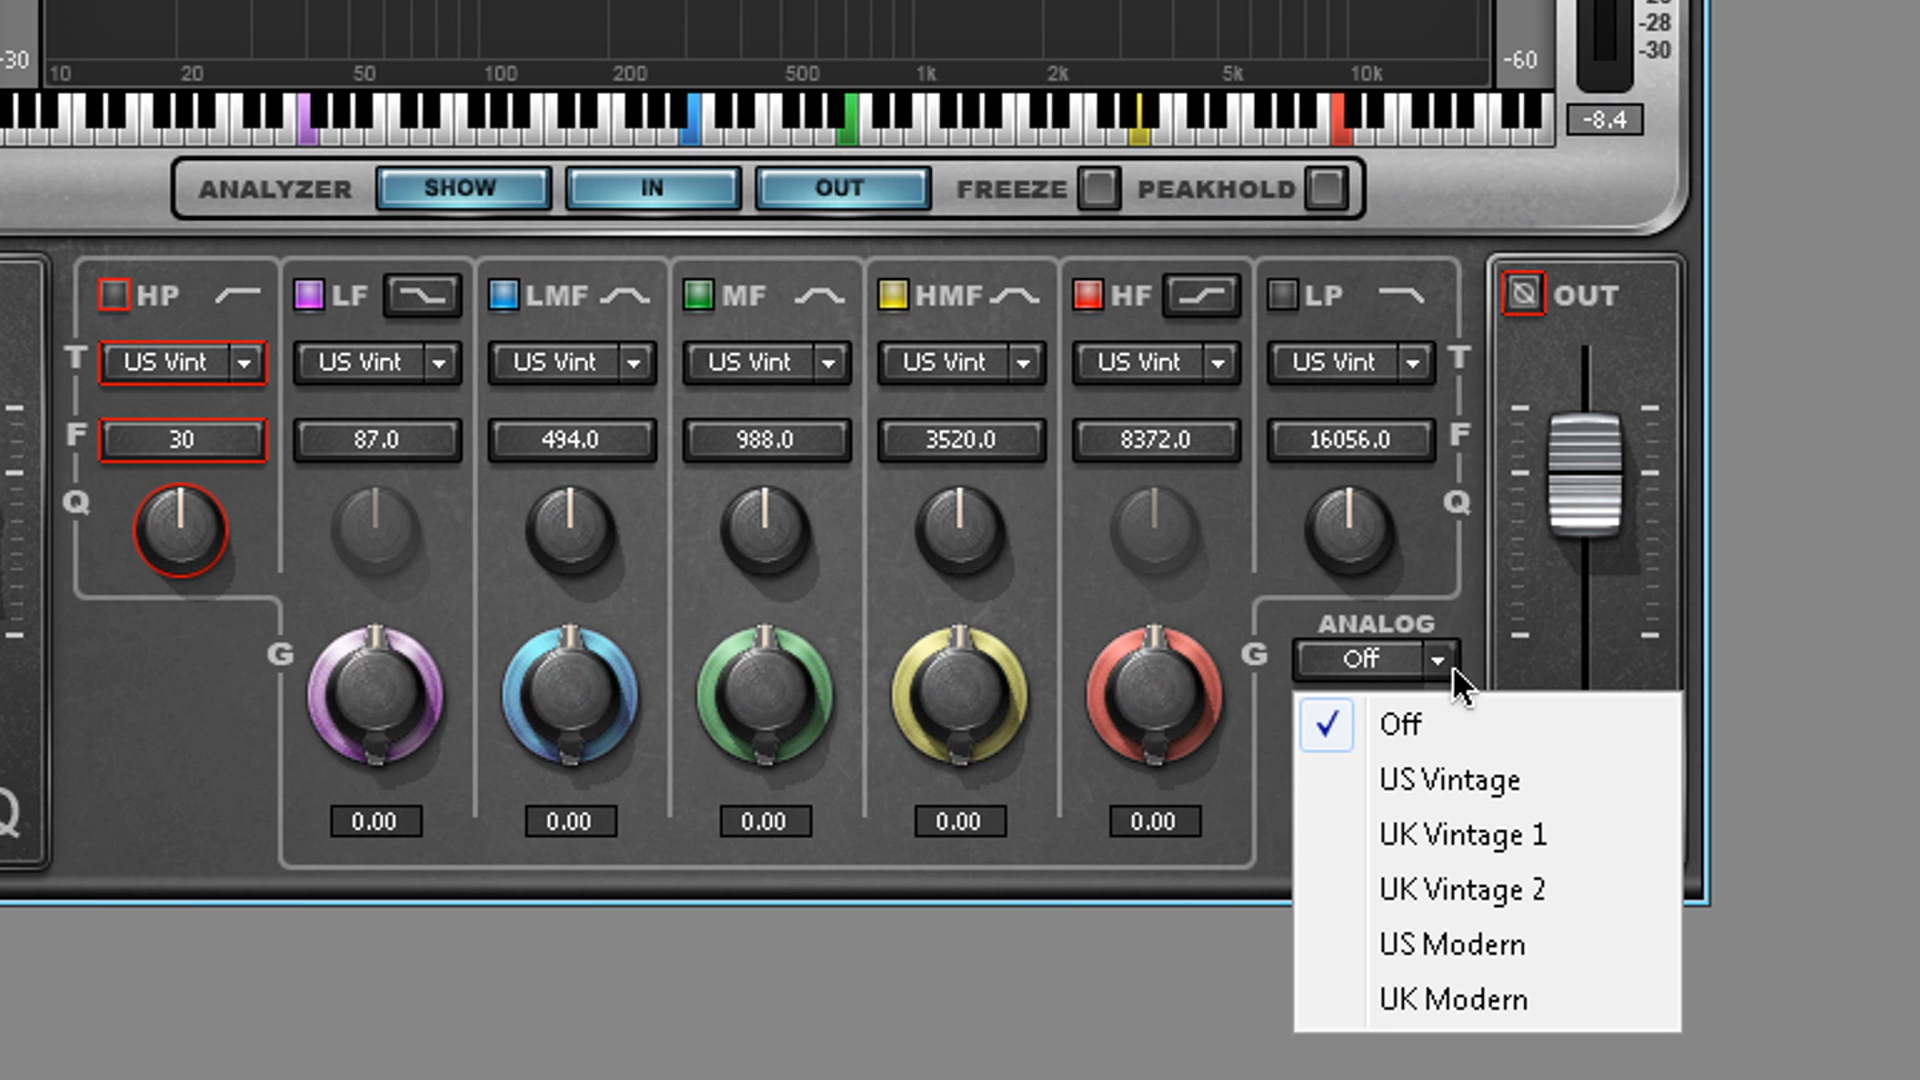 -28
-30
-30
-60
10 20 50 100 200 500 1k 2k 5k 10k
-8.4
ANALYZER SHOW IN OUT FREEZE PEAKHOLD
HP LF LMF MF HMF HF LP OUT
T US Vint US Vint US Vint US Vint US Vint US Vint US Vint T
F 30 87.0 494.0 988.0 3520.0 8372.0 16056.0 F
Q Q
ANALOG
G G Off
Off
US Vintage
0.00 0.00 0.00 0.00 0.00
UK Vintage 1
UK Vintage 2
US Modern
UK Modern
Q